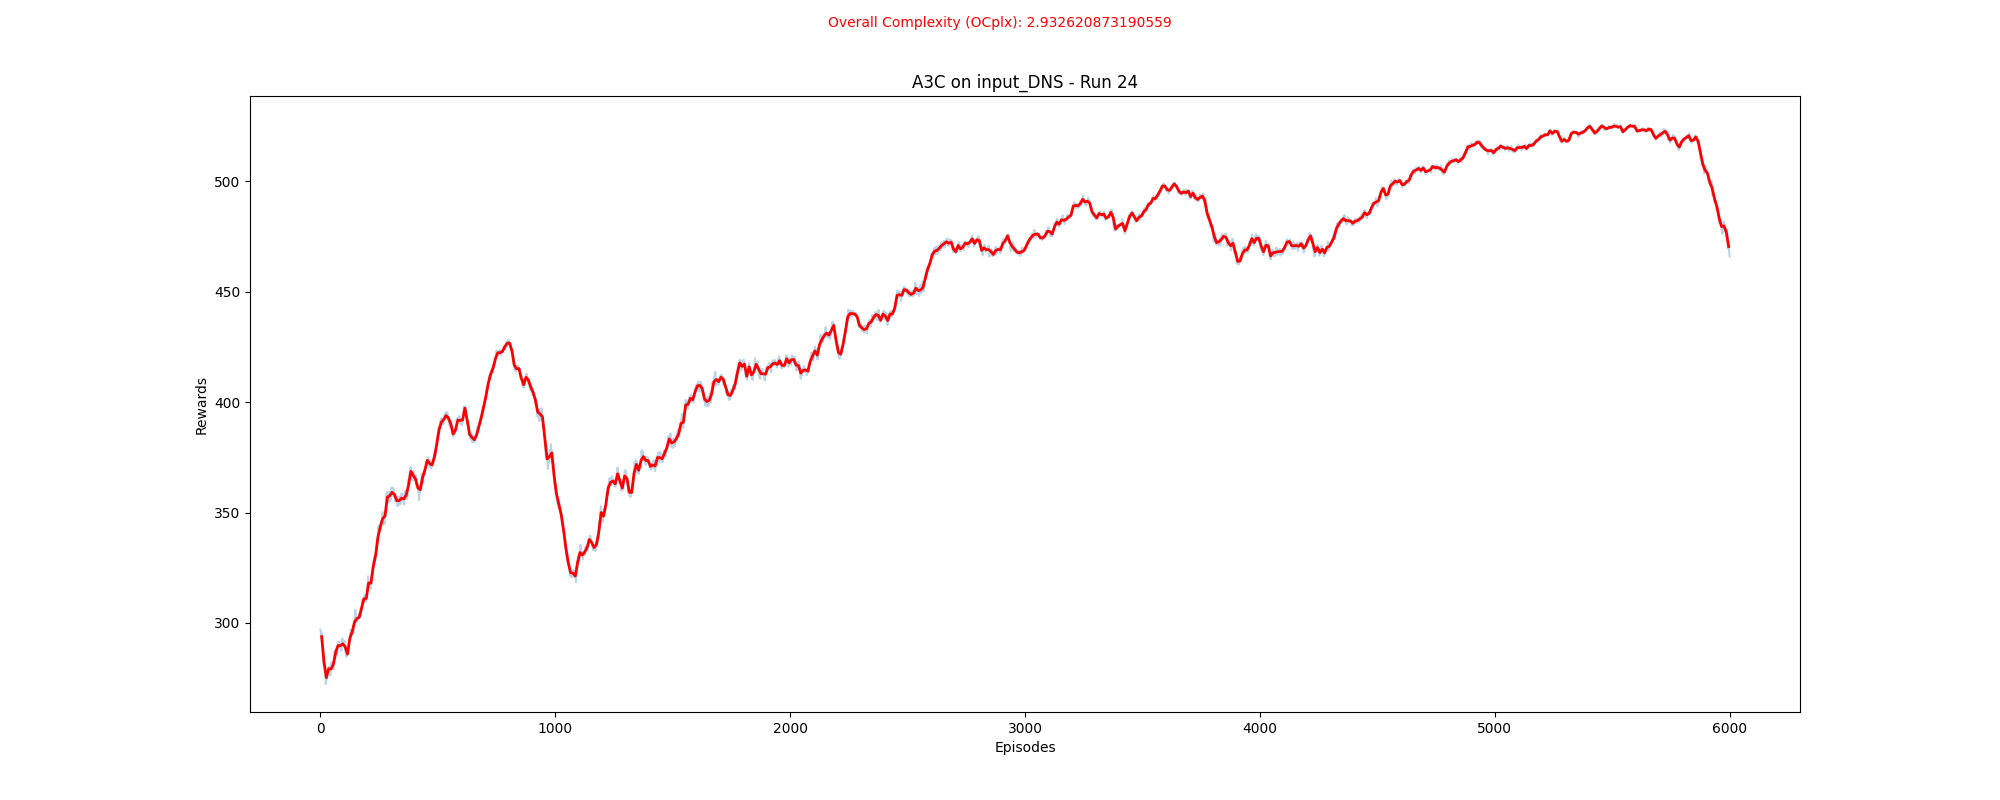 Overall Complexity (OCplx): 2.932620873190559
A3C on input_DNS - Run 24
Rewards
500
450
400
350
300
0 1000 2000 3000 4000 5000 6000
Episodes